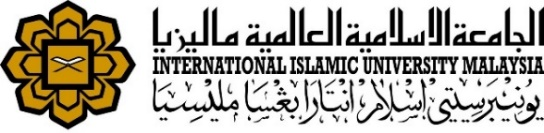 الجامعة الإسلامية العالمية ماليزيا
INTERNATIONAL ISLAMIC UNIVERSITY MALAYSIA
يونيۏرسيتي اسلام انتارابڠسا مليسيا